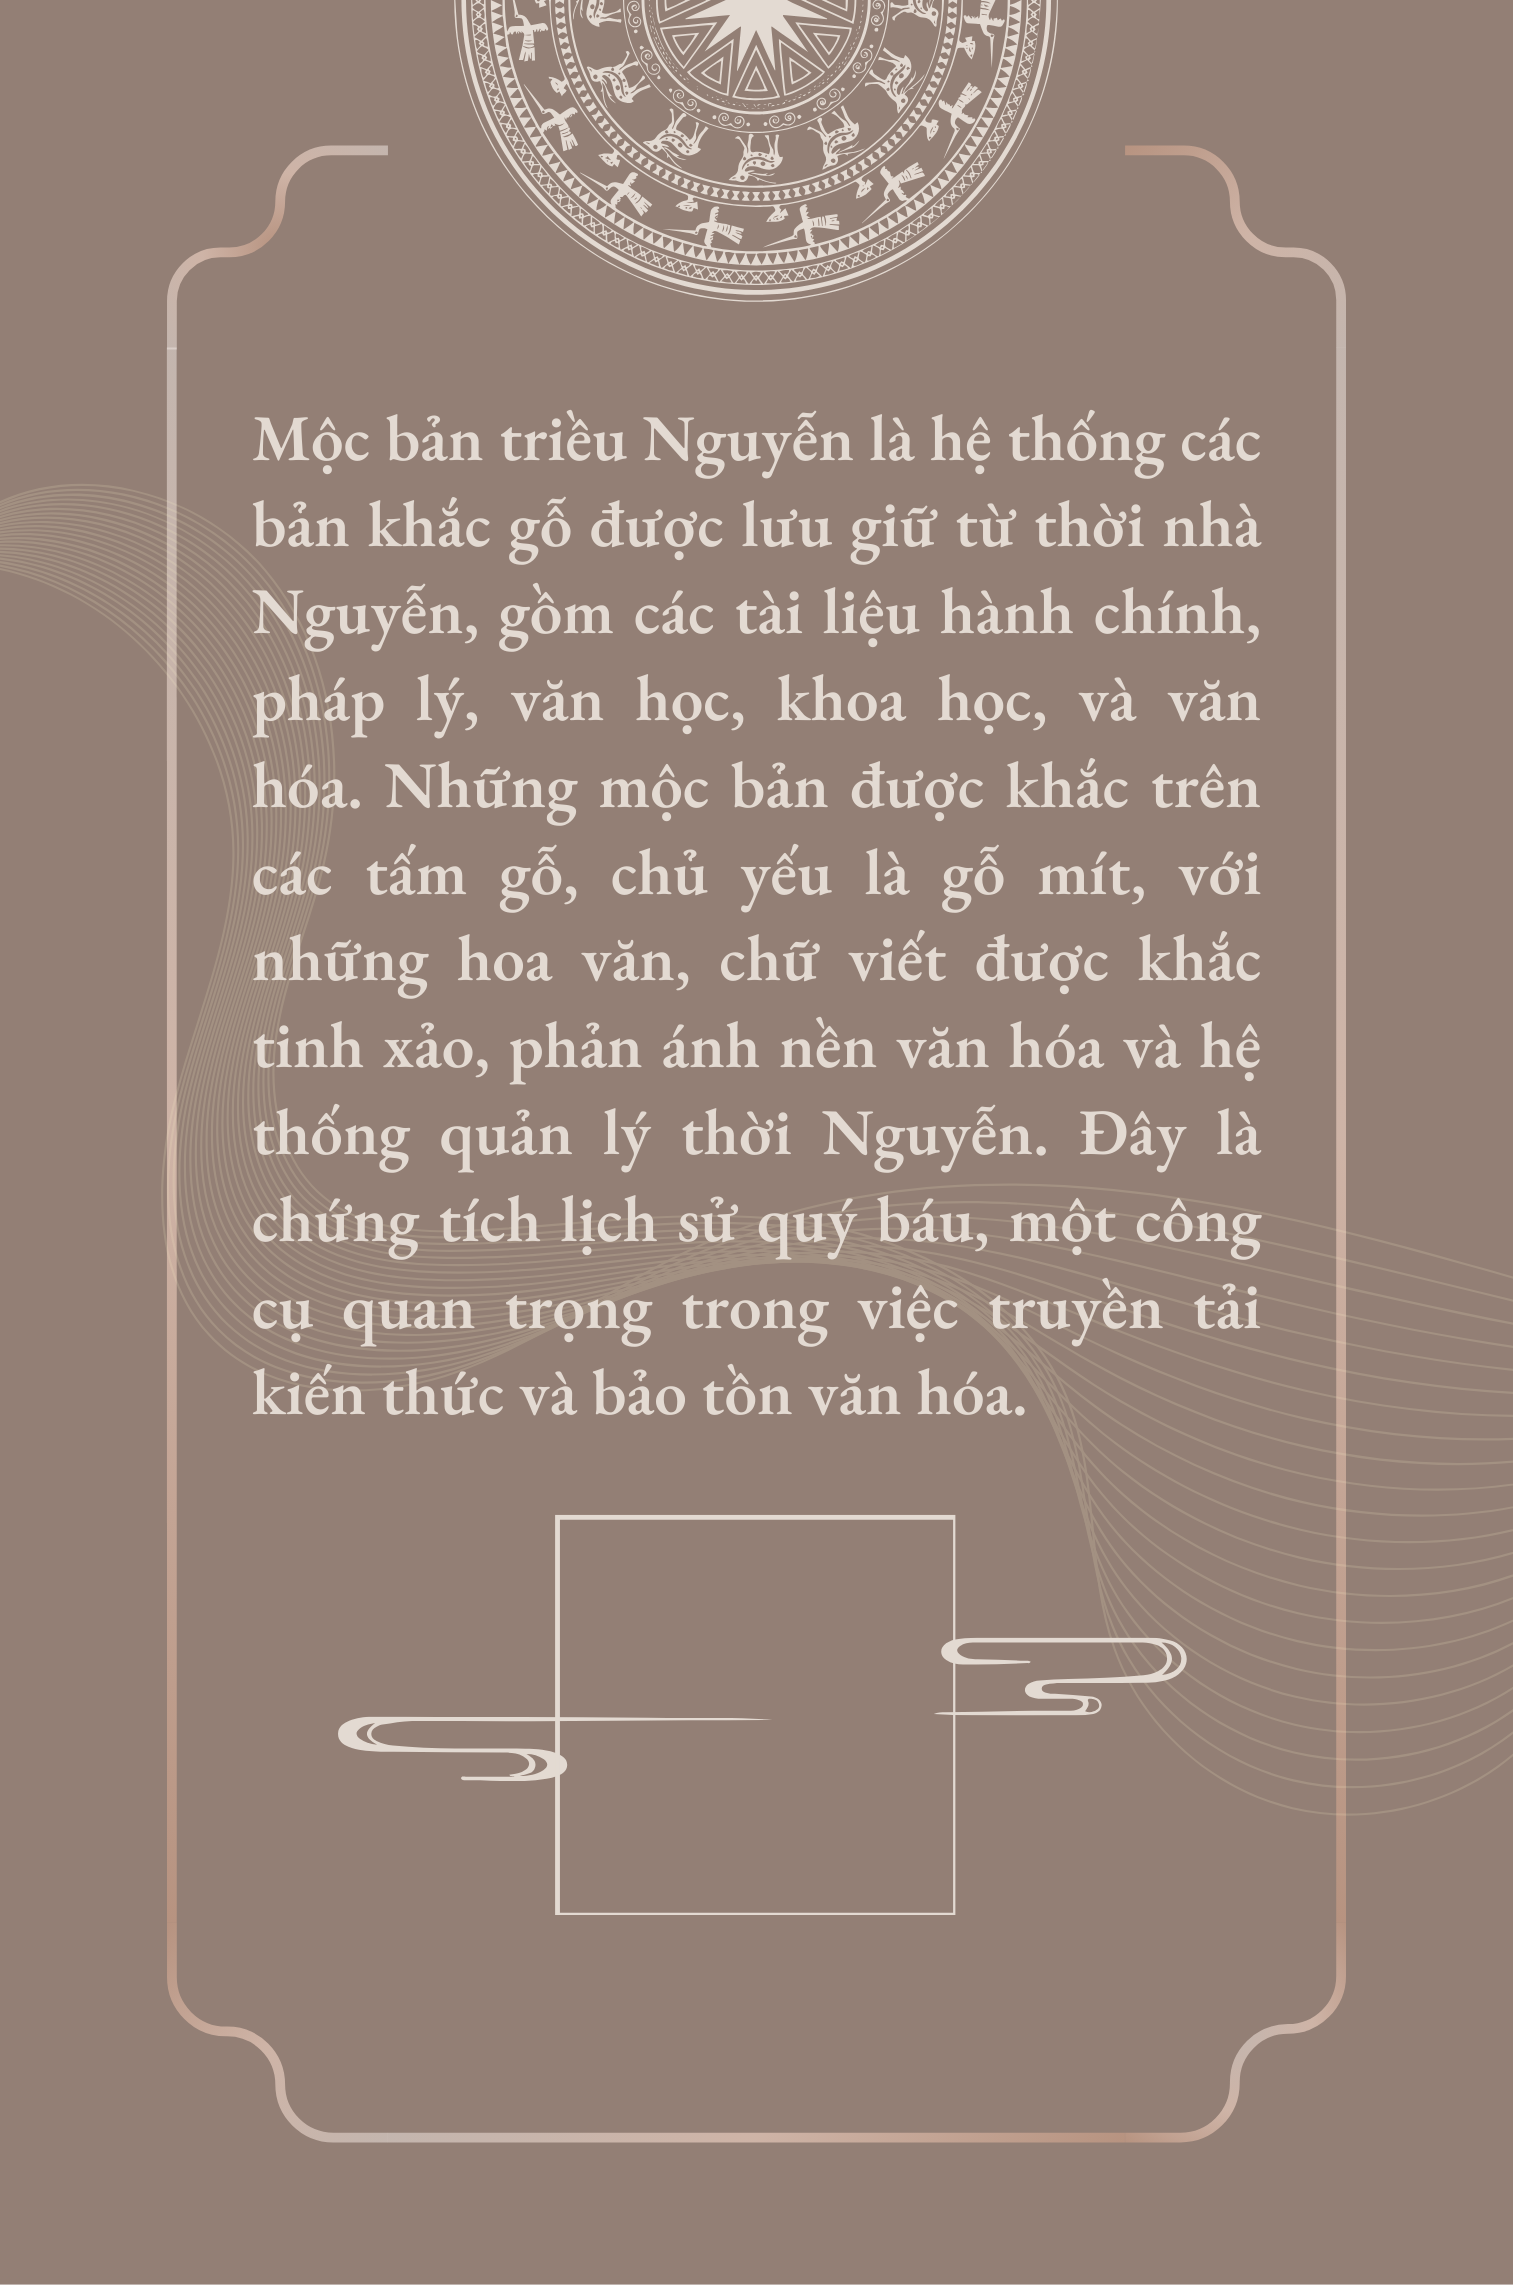 Mộc bản triều Nguyễn là hệ thống các
bản khắc gỗ được lưu giữ từ thời nhà
Nguyễn, gồm các tài liệu hành chính,
pháp lý, văn học, khoa học, và văn
hóa. Những mộc bản được khắc trên
các tấm gỗ, chủ yếu là gỗ mít, với
những hoa văn, chữ viết được khắc
tinh xảo, phản ánh nền văn hóa và hệ
thống quản lý thời Nguyễn. Đây là
chứng tích lịch sử quý báu, một công
cụ quan trọng trong việc truyền tải
kiến thức và bảo tồn văn hóa.